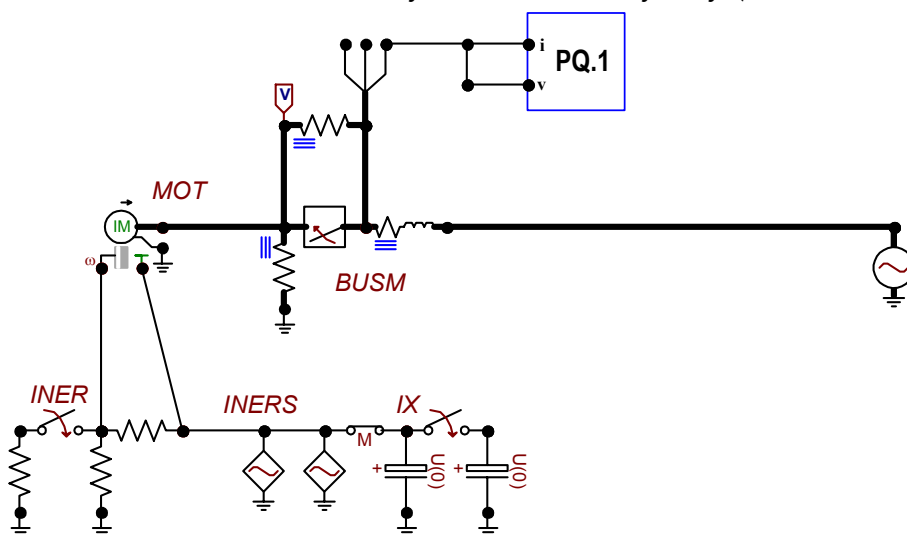 i
PQ.1
v
V
MOT
IM
ω
BUSM
INER
INERS
IX
M
+
U(0)
+
U(0)